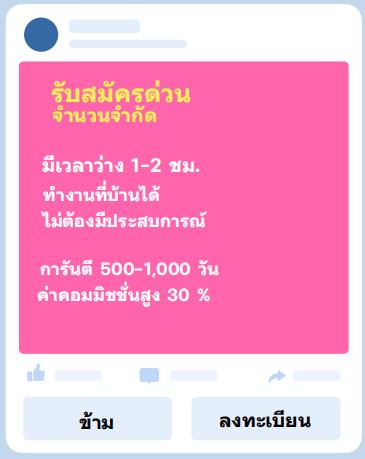 รับสมัครด่วน
จำนวนจำกัด
มีเวลาว่าง 1-2 ชม.
ทำงานที่บ้านได้
ไม่ต้องมีประสบการณ์
การันตี 500-1,000 วัน
ค่าคอมมิชชั่นสูง 30 %
ข้าม
ลงทะเบียน